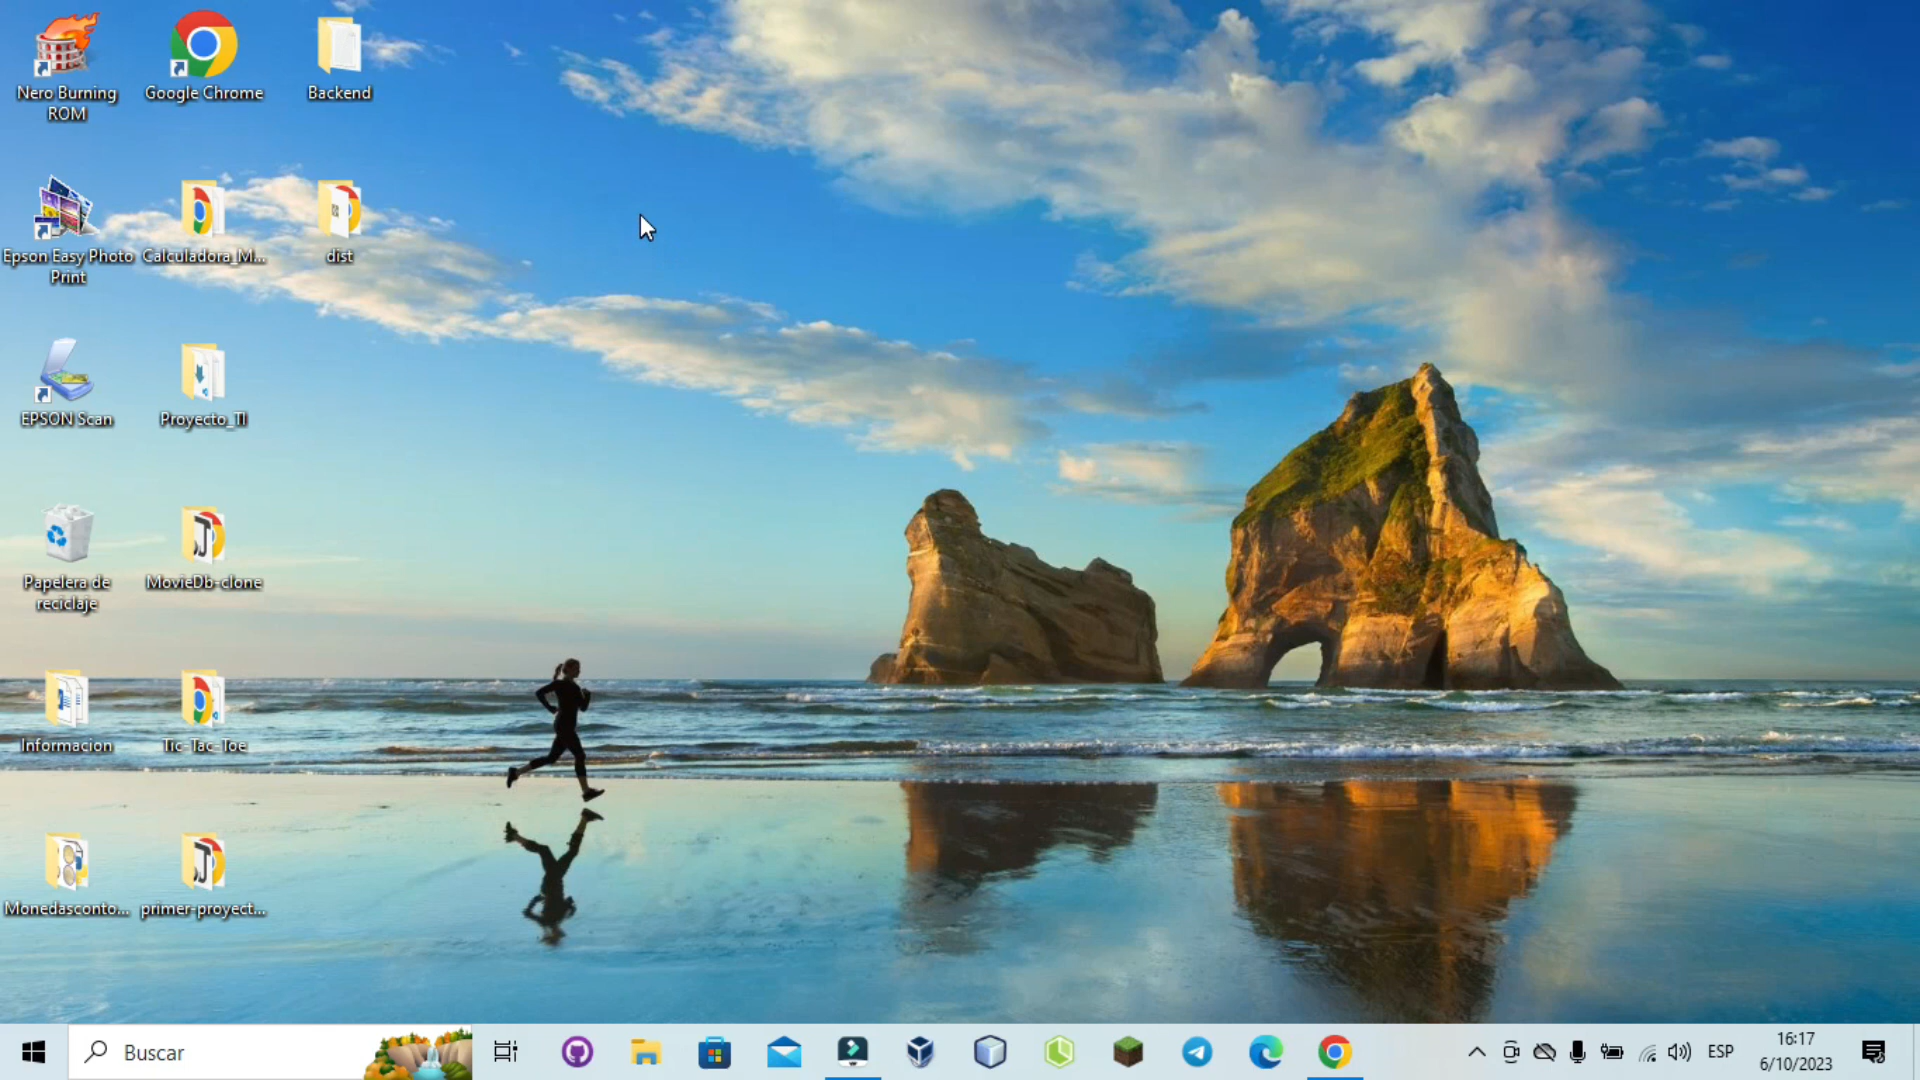 Nero Burning
ROM
Google Chrome
Backend
Epson Easy Photo
Print
Calculadora_M...
dist
EPSON Scan
Proyecto_TI
Papelera de
reciclaje
MovieDb-clone
Informacion
Tic-Tac-Toe
Monedasconto...
primer-proyect...
Buscar
ESP
16:17
6/10/2023